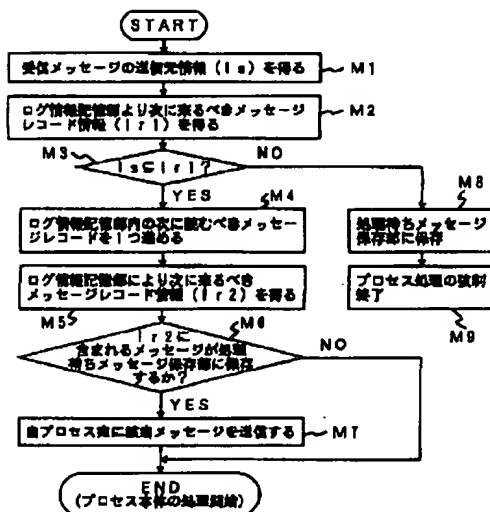 START
受信メッセージの送信元情報(Is)を得る
M1
ログ情報記憶部より次に来るべきメッセージ
レコード情報(Ir1)を得る
M2
M3
Is⊆Ir1?
NO
YES
M4
ログ情報記憶部内の次に読むべきメッセー
ジレコードを1つ進める
M8
処理待ちメッセージ
保存部に保存
ログ情報記憶部により次に来るべき
メッセージレコード情報(Ir2)を得る
プロセス処理の
終了
M5
M6
M9
Ir2に
含まれるメッセージが処理
待ちメッセージ保存部に保存
するか?
NO
YES
自プロセス宛に該当メッセージを送信する
M7
END
(プロセス本体の処理開始)